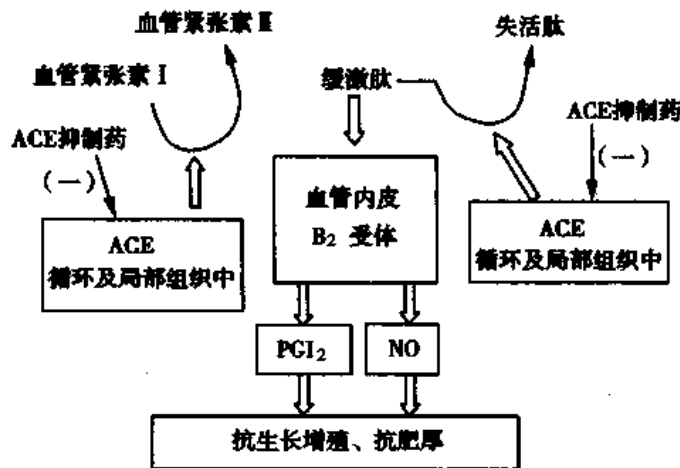 血管紧张素Ⅱ
失活肽
血管紧张素Ⅰ
缓激肽
ACE抑制药
ACE抑制药
(一)
(一)
血管内皮
B₂ 受体
ACE
循环及局部组织中
ACE
循环及局部组织中
PGI₂
NO
抗生长增殖、抗肥厚